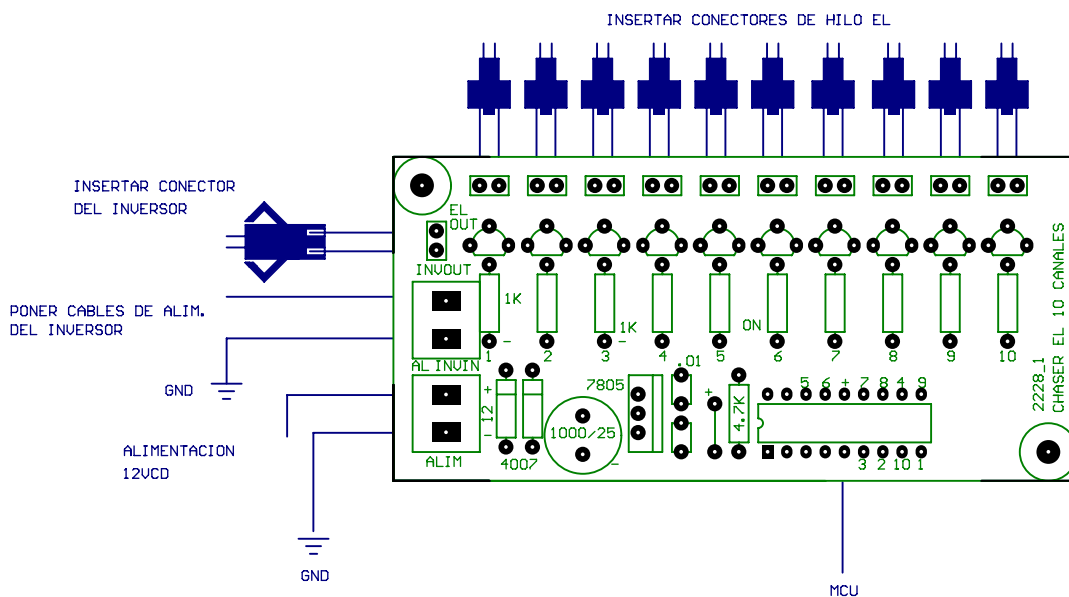 INSERTAR CONECTORES DE HILO EL
INSERTAR CONECTOR
DEL INVERSOR
EL
OUT
INVOUT
PONER CABLES DE ALIM.
DEL INVERSOR
GND
1K
1K
ON
- -
1 2 3 4 5 6 7 8 9 10
AL INVIN
CHASER EL 10 CANALES
2228_1
+ 12 -
7805
.01
+
4.7K
5 6 + 7 8 4 9
1000/25
-
3 2 10 1
4007
ALIM
ALIMENTACION
12VCD
GND
MCU